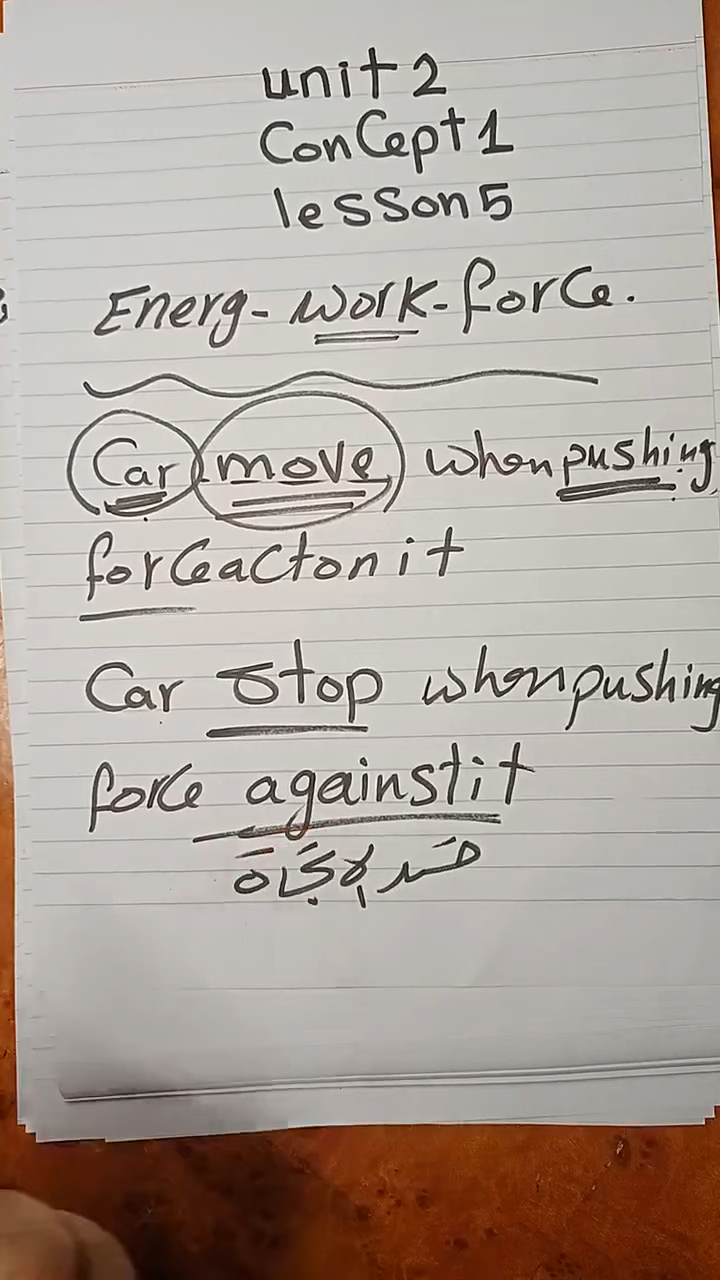 unit 2
Concept 1
lesson 5
Energ - work - force.
Car move when pushing
force act on it
Car stop when pushing
force against it
ضد الاتجاه